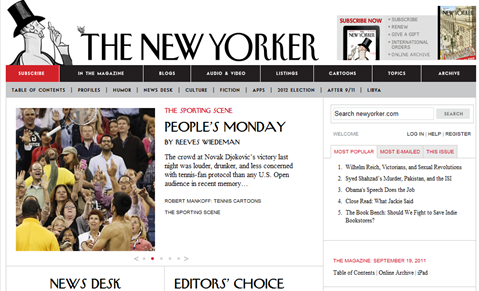 THE NEW YORKER
SUBSCRIBE NOW
• SUBSCRIBE
• RENEW
• GIVE A GIFT
• INTERNATIONAL ORDERS
• ONLINE ARCHIVE
SUBSCRIBE IN THE MAGAZINE BLOGS AUDIO & VIDEO LISTINGS CARTOONS TOPICS ARCHIVE
TABLE OF CONTENTS | PROFILES | HUMOR | NEWS DESK | CULTURE | FICTION | APPS | 2012 ELECTION | AFTER 9/11 | LIBYA
THE SPORTING SCENE
PEOPLE'S MONDAY
BY REEVES WIEDEMAN
The crowd at Novak Djokovic's victory last
night was louder, drunker, and less concerned
with tennis-fan protocol than any U.S. Open
audience in recent memory…
ROBERT MANKOFF: TENNIS CARTOONS
THE SPORTING SCENE
Search newyorker.com SEARCH
WELCOME LOG IN | HELP | REGISTER
MOST POPULAR MOST E-MAILED THIS ISSUE
1. Wilhelm Reich, Victorians, and Sexual Revolutions
2. Syed Shahzad's Murder, Pakistan, and the ISI
3. Obama's Speech Does the Job
4. Close Read: What Jackie Said
5. The Book Bench: Should We Fight to Save Indie
Bookstores?
THE MAGAZINE: SEPTEMBER 19, 2011
Table of Contents | Online Archive | iPad
NEWS DESK
EDITORS' CHOICE